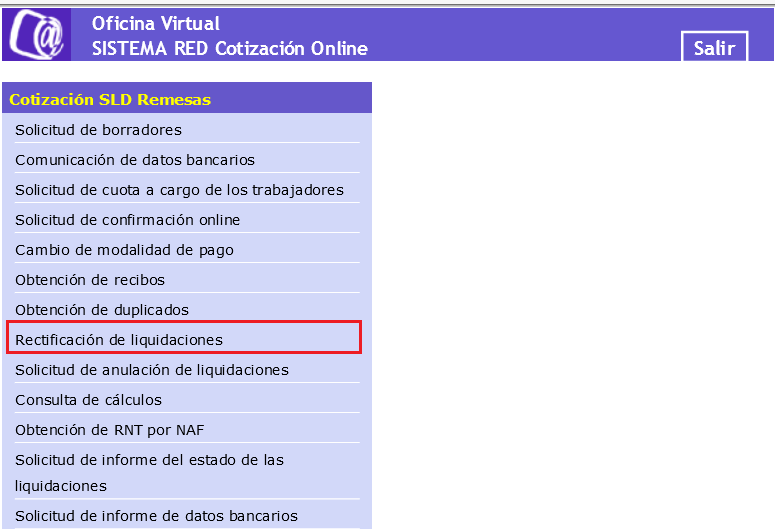 Oficina Virtual
SISTEMA RED Cotización Online
Salir
Cotización SLD Remesas
Solicitud de borradores
Comunicación de datos bancarios
Solicitud de cuota a cargo de los trabajadores
Solicitud de confirmación online
Cambio de modalidad de pago
Obtención de recibos
Obtención de duplicados
Rectificación de liquidaciones
Solicitud de anulación de liquidaciones
Consulta de cálculos
Obtención de RNT por NAF
Solicitud de informe del estado de las
liquidaciones
Solicitud de informe de datos bancarios